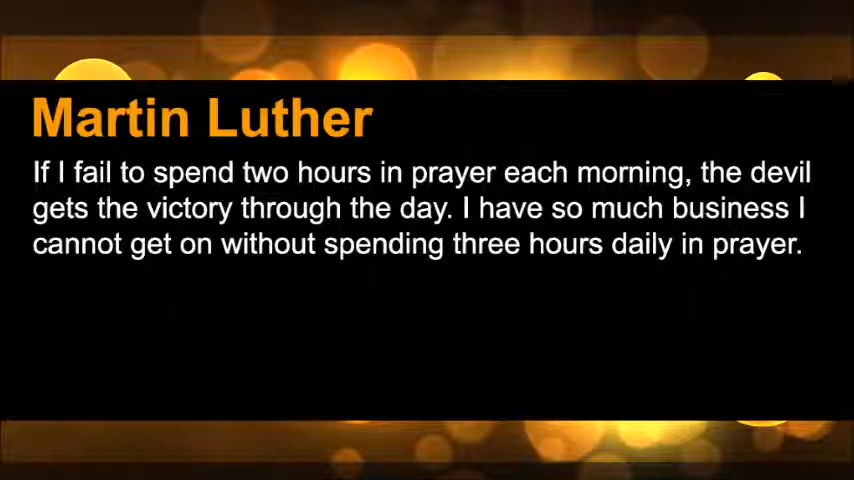 Martin Luther
If I fail to spend two hours in prayer each morning, the devil
gets the victory through the day. I have so much business I
cannot get on without spending three hours daily in prayer.